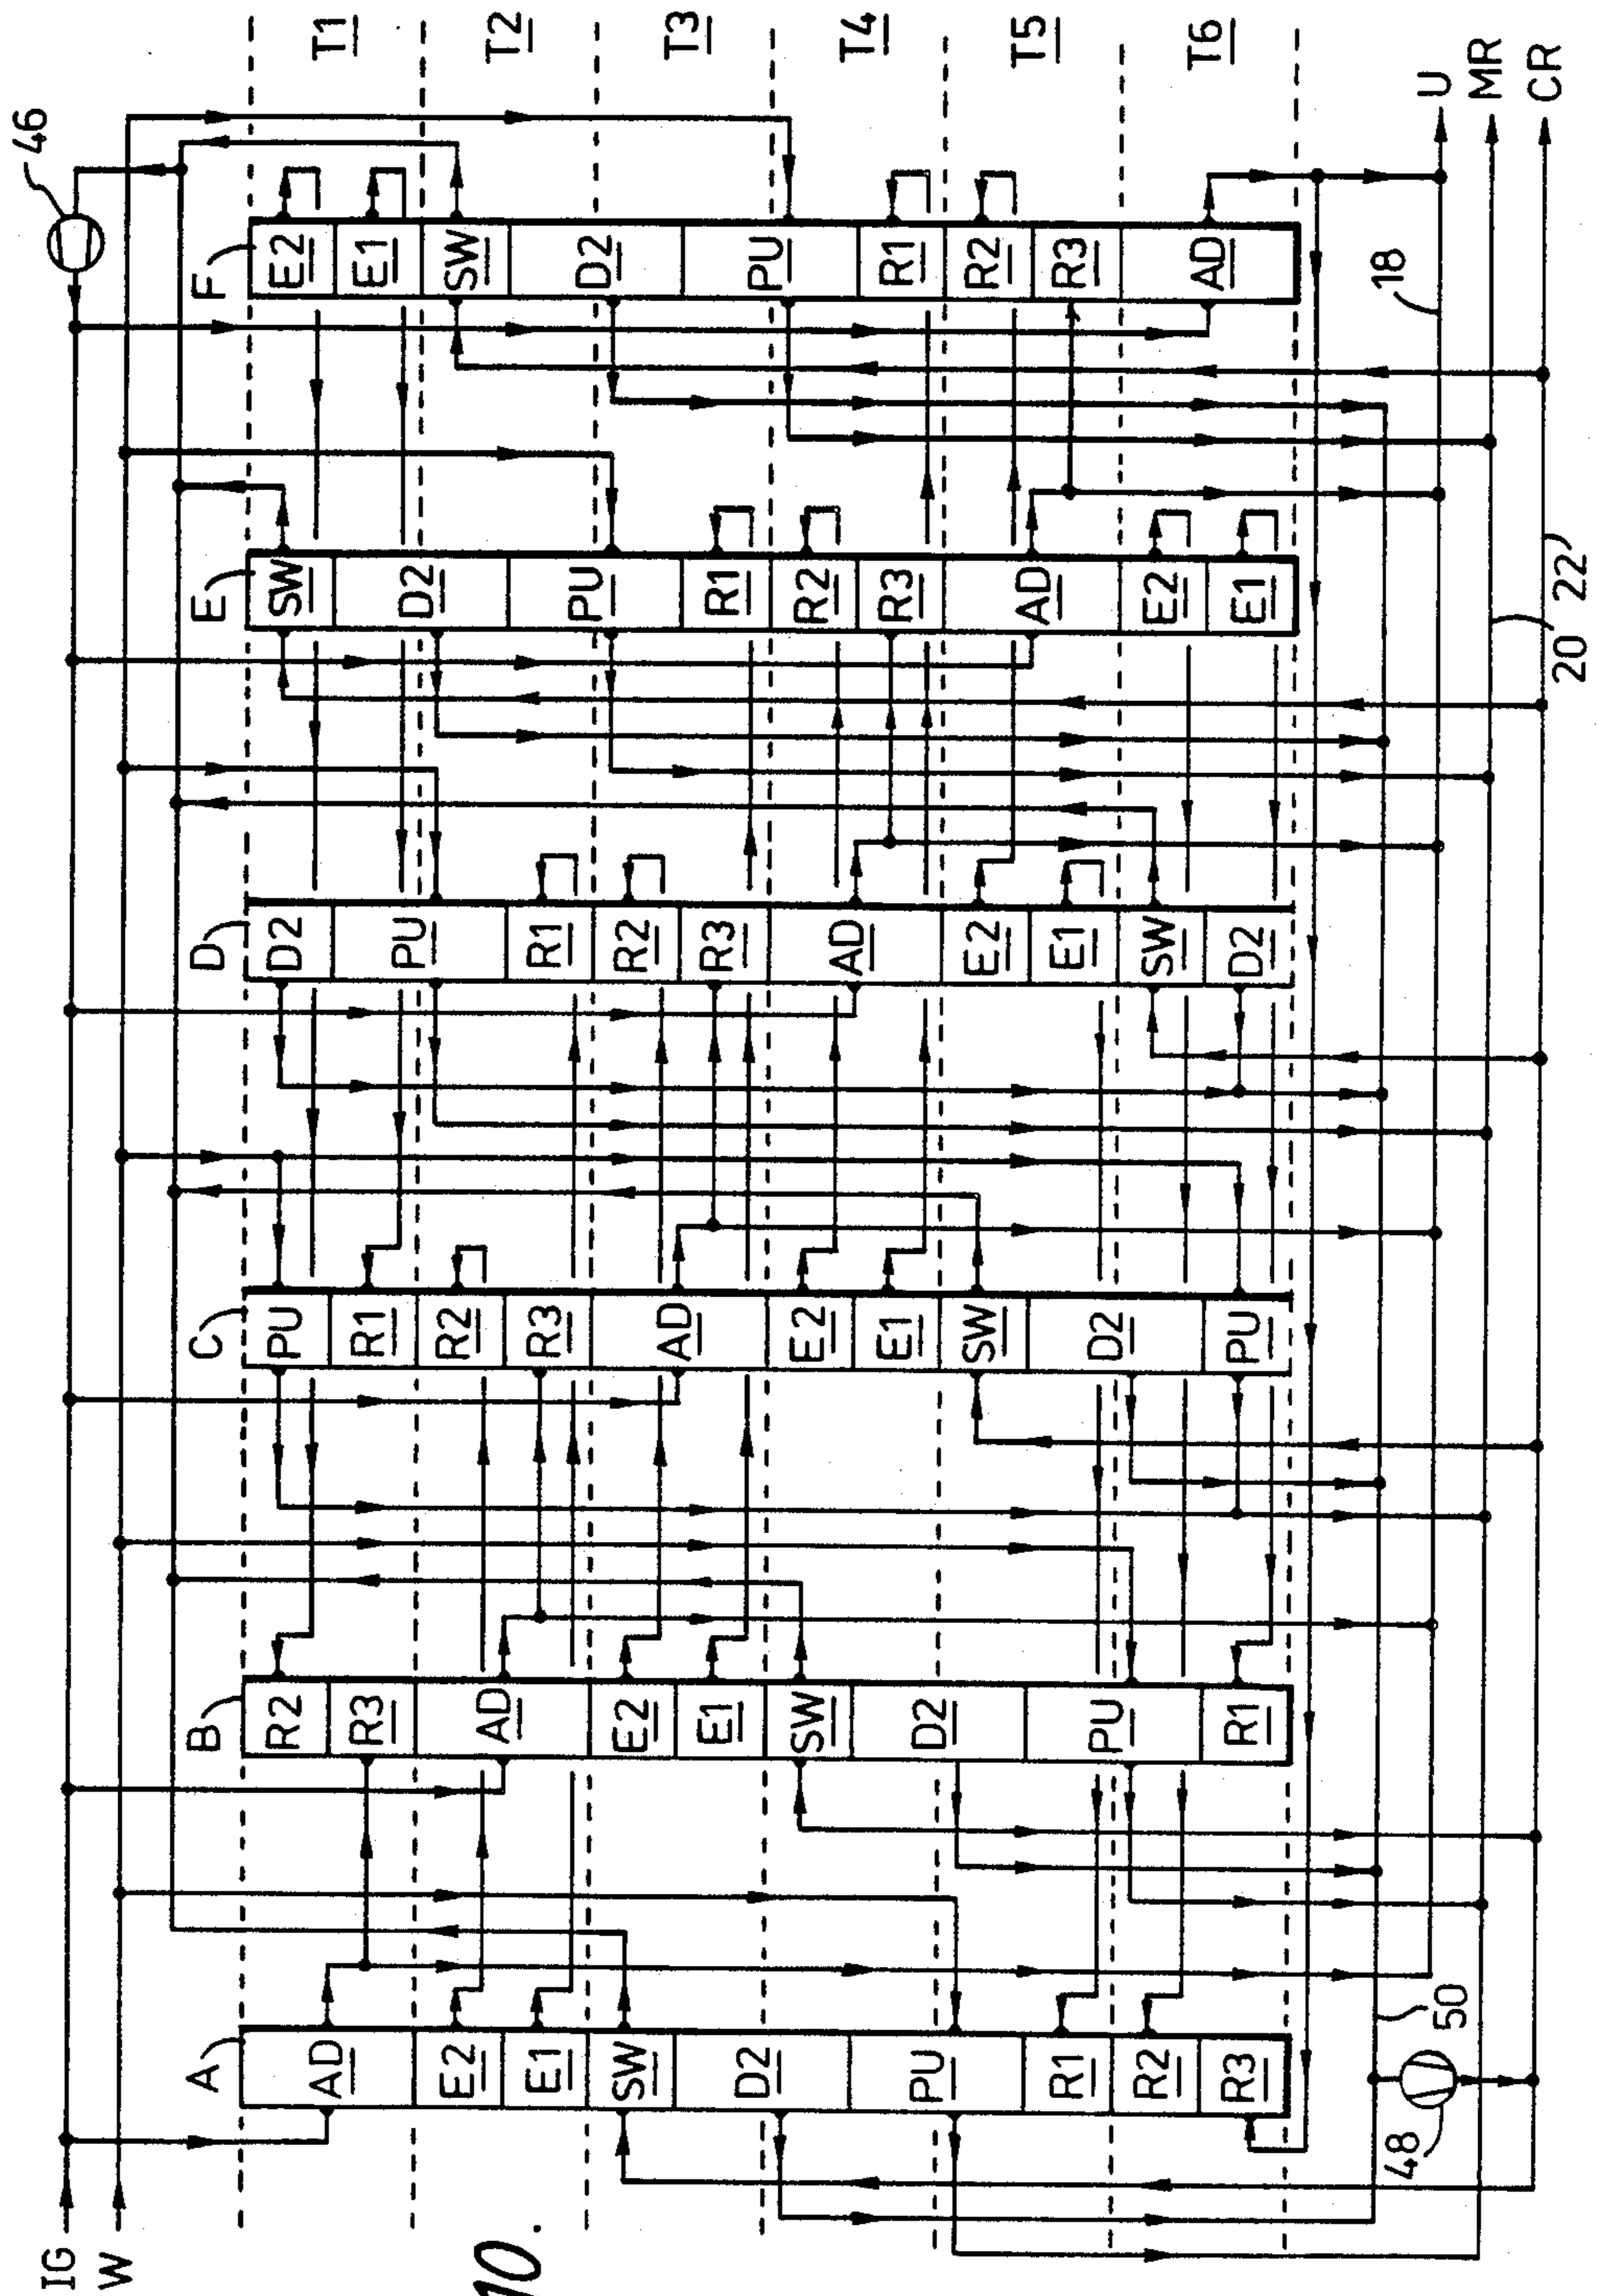 46
T1
T2
T3
T4
T5
T6
F
E2
E1
SW
D2
PU
R1
R2
R3
AD
U
MR
CR
18
E
SW
D2
PU
R1
R2
R3
AD
E2
E1
20
22
D
D2
PU
R1
R2
R3
AD
E2
E1
SW
D2
C
PU
R1
R2
R3
AD
E2
E1
SW
D2
PU
B
R2
R3
AD
E2
E1
SW
D2
PU
R1
A
AD
E2
E1
SW
D2
PU
R1
R2
R3
48
50
IG
W
10.